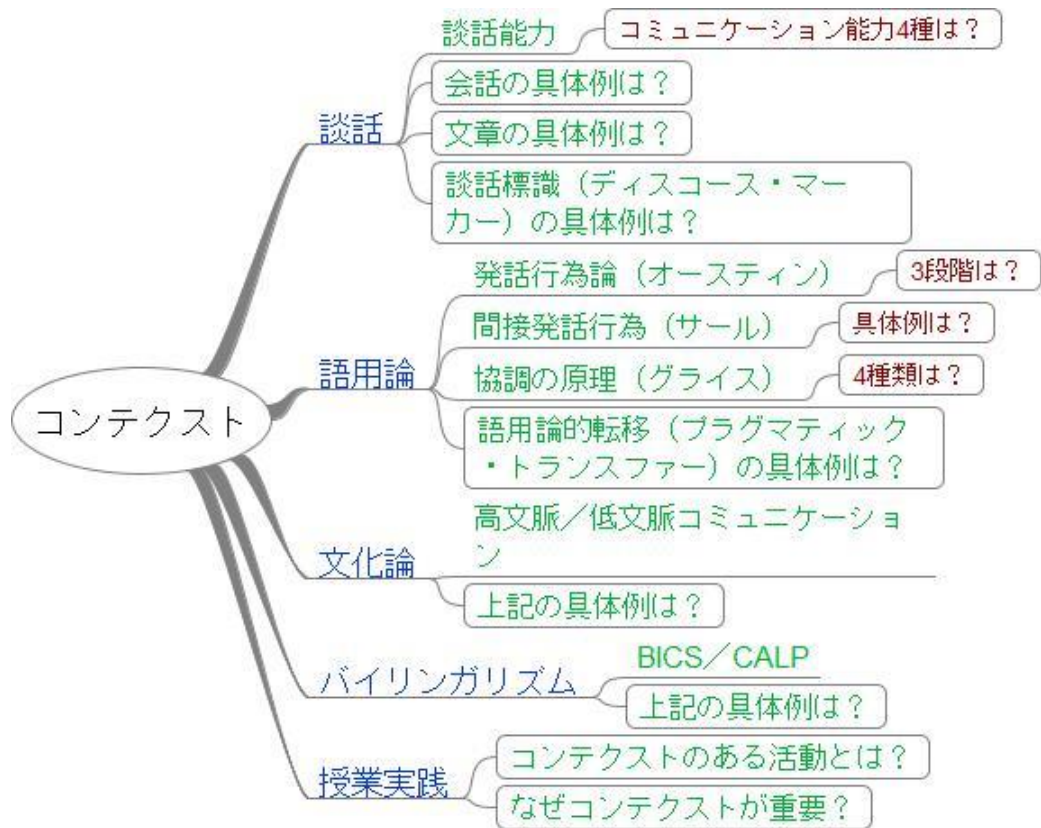 談話能力
コミュニケーション能力4種は？
会話の具体例は？
談話
文章の具体例は？
談話標識（ディスコース・マー
カー）の具体例は？
発話行為論（オースティン）
3段階は？
間接発話行為（サール）
具体例は？
語用論
協調の原理（グライス）
4種類は？
コンテクスト
語用論的転移（プラグマティック
・トランスファー）の具体例は？
高文脈／低文脈コミュニケーショ
ン
文化論
上記の具体例は？
BICS／CALP
バイリンガリズム
上記の具体例は？
コンテクストのある活動とは？
授業実践
なぜコンテクストが重要？